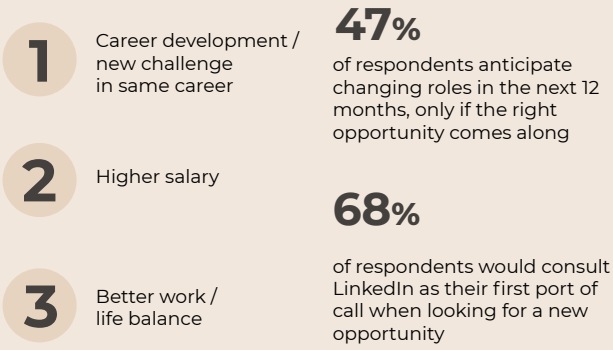 1
Career development /
new challenge
in same career
2
Higher salary
3
Better work /
life balance
47%
of respondents anticipate
changing roles in the next 12
months, only if the right
opportunity comes along
68%
of respondents would consult
LinkedIn as their first port of
call when looking for a new
opportunity